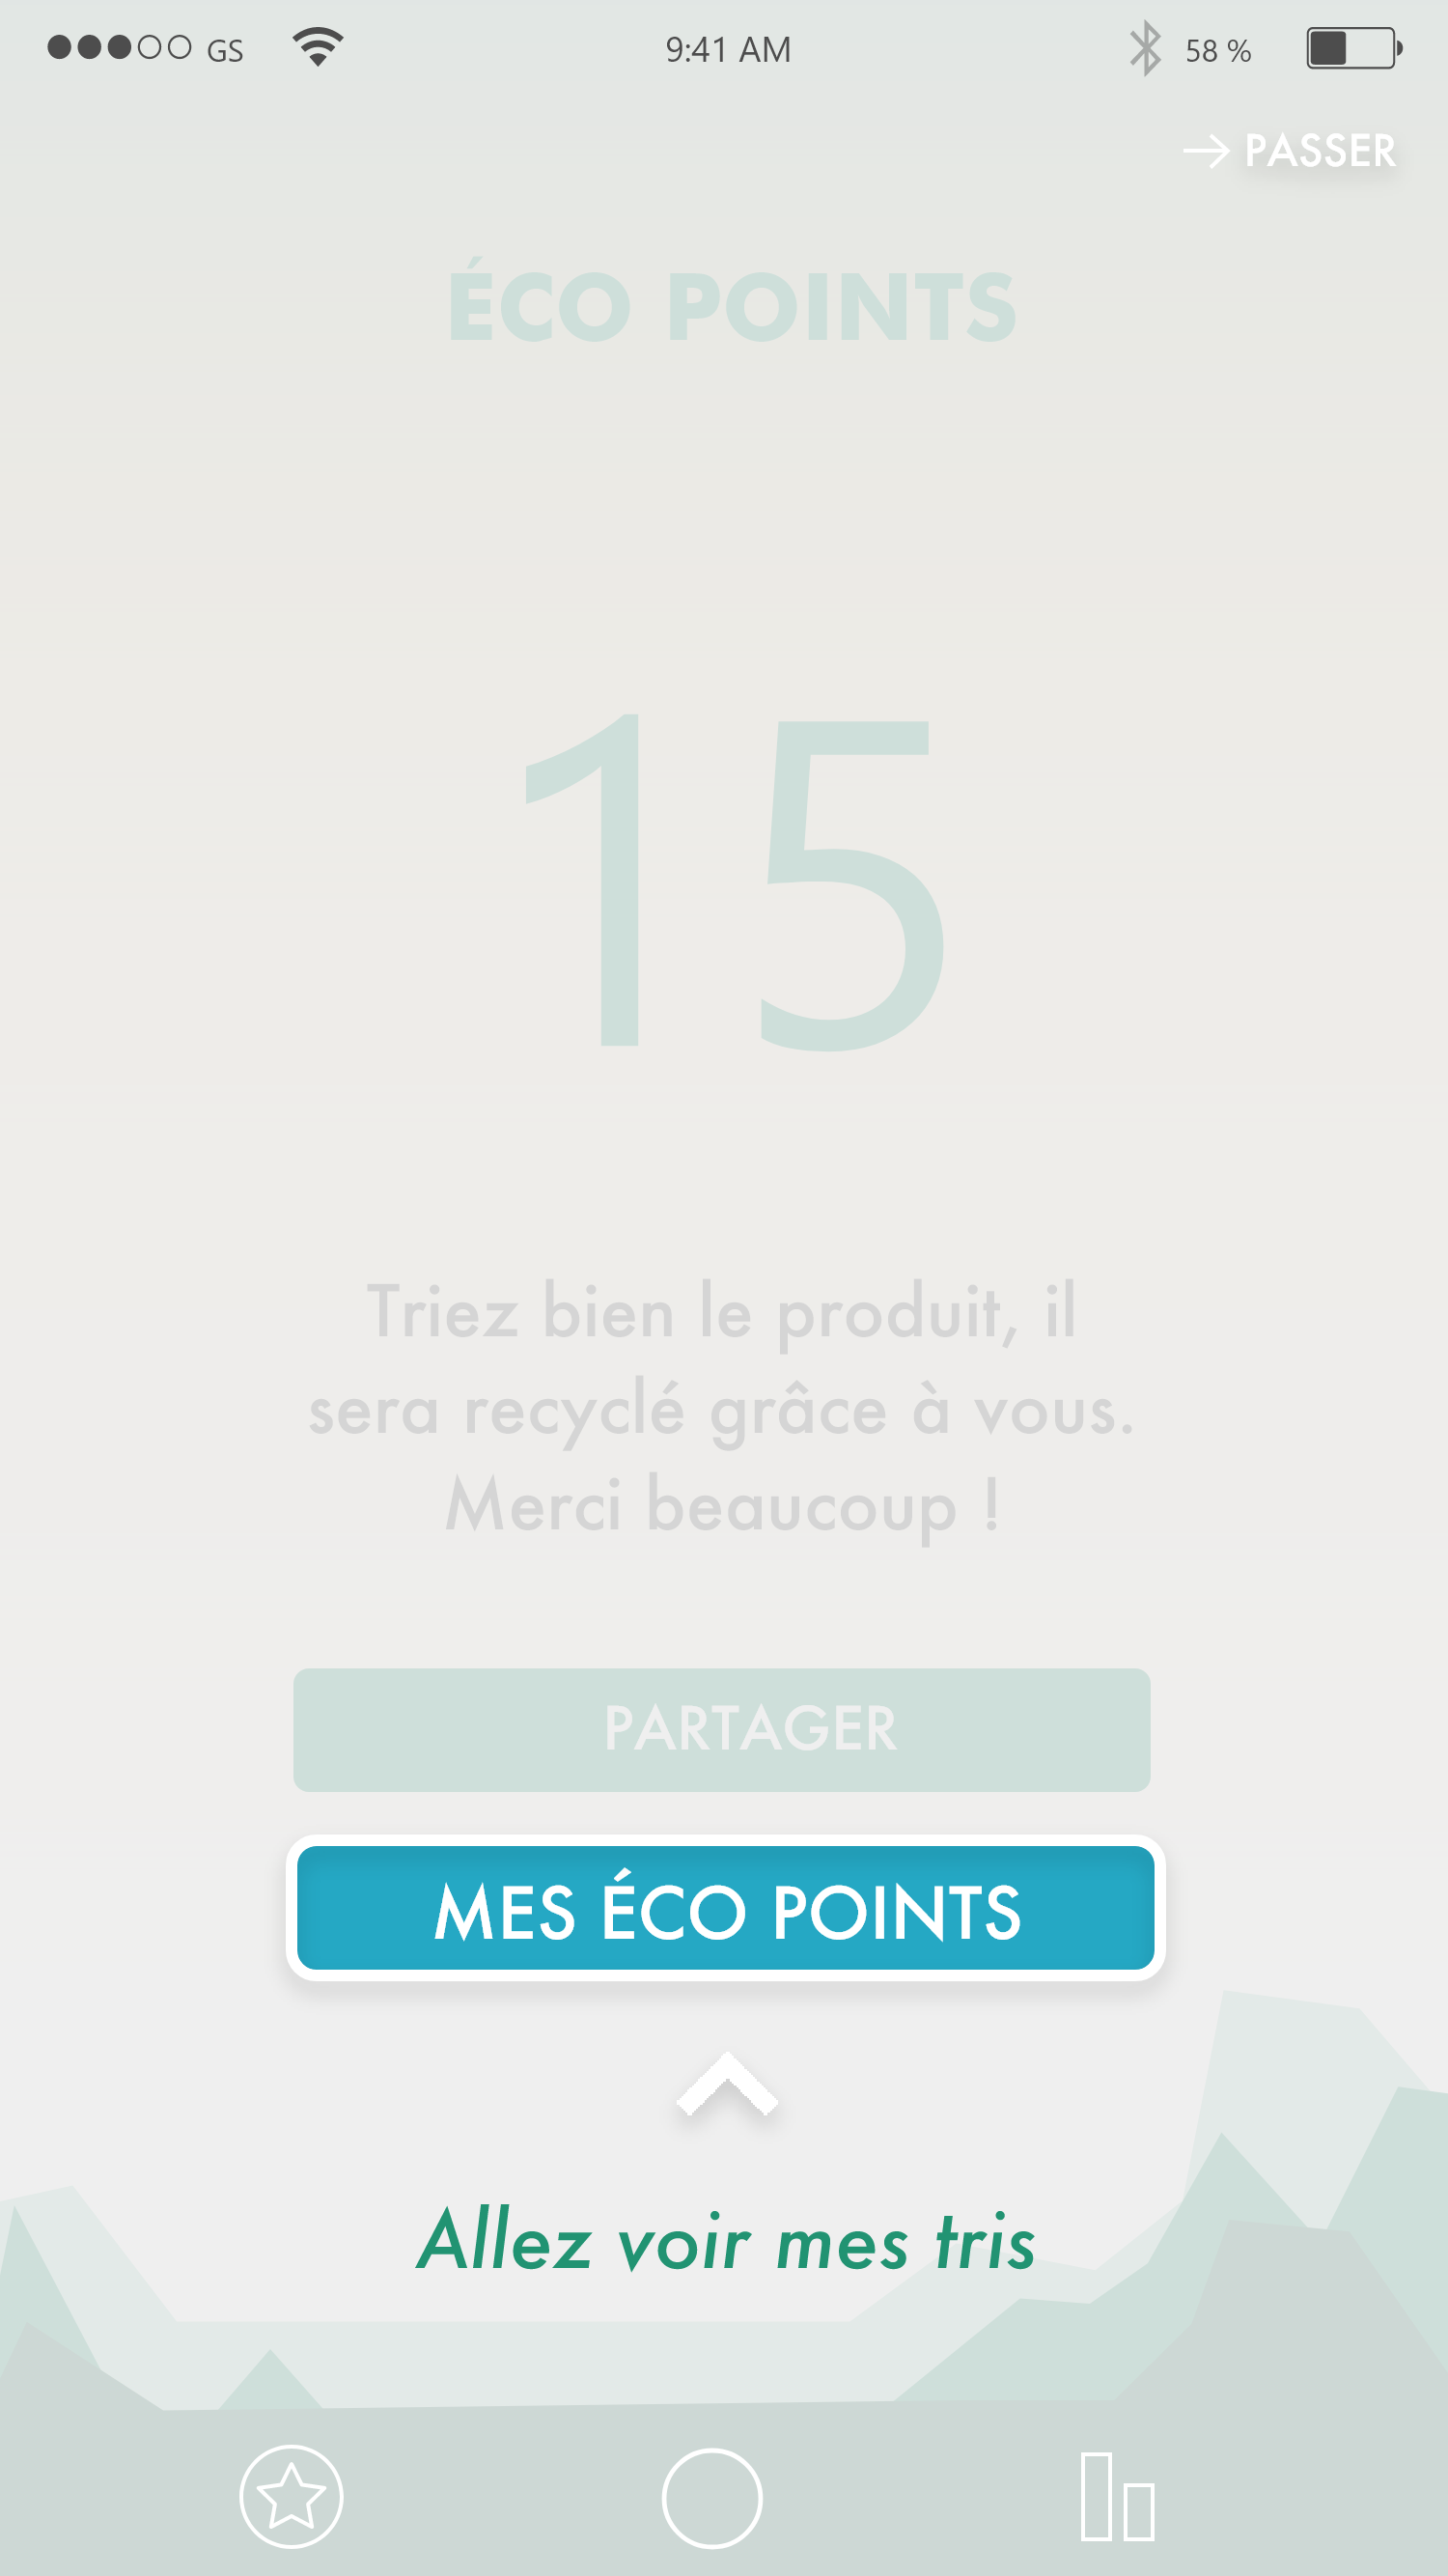 GS
9:41 AM
58 %
PASSER
ÉCO POINTS
15
Triez bien le produit, il
sera recyclé grâce à vous.
Merci beaucoup !
PARTAGER
MES ÉCO POINTS
Allez voir mes tris